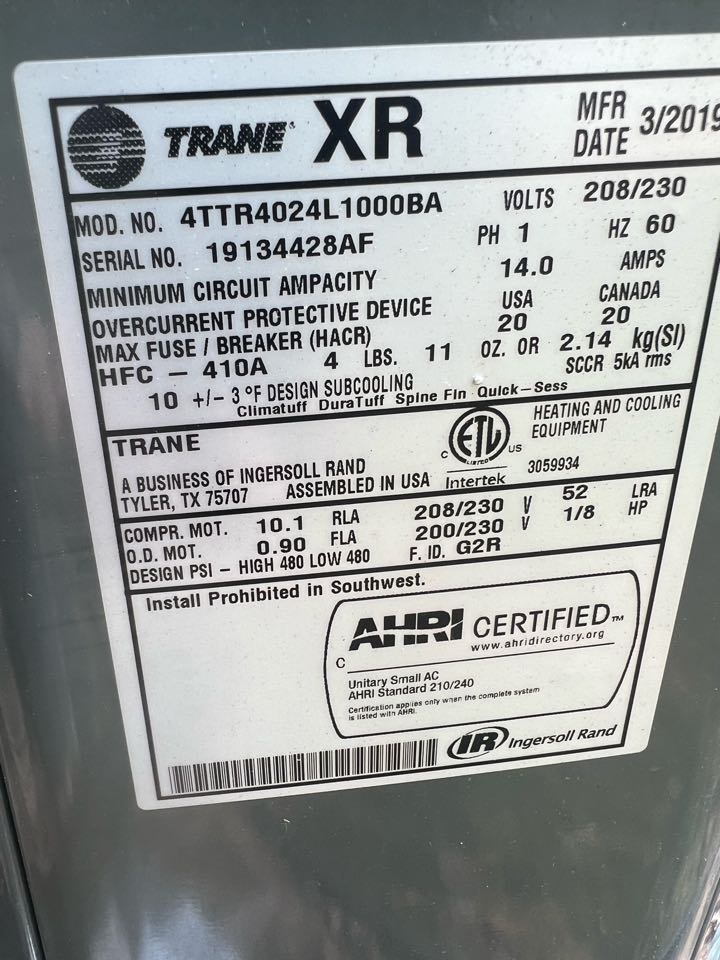 TRANE® XR MFR DATE 3/2019
MOD. NO. 4TTR4024L1000BA VOLTS 208/230
SERIAL NO. 19134428AF PH 1 HZ 60
MINIMUM CIRCUIT AMPACITY 14.0 AMPS
OVERCURRENT PROTECTIVE DEVICE USA CANADA
MAX FUSE / BREAKER (HACR) 20 20
HFC - 410A 4 LBS. 11 OZ. OR 2.14 kg(SI)
10 +/- 3 °F DESIGN SUBCOOLING SCCR 5kA rms
Climatuff DuraTuff Spine Fin Quick-Sess
TRANE
A BUSINESS OF INGERSOLL RAND
TYLER, TX 75707 ASSEMBLED IN USA
C ETL US
LISTED
Intertek
HEATING AND COOLING
EQUIPMENT
3059934
COMPR. MOT. 10.1 RLA 208/230 V 52 LRA
O.D. MOT. 0.90 FLA 200/230 V 1/8 HP
DESIGN PSI - HIGH 480 LOW 480 F. ID. G2R
Install Prohibited in Southwest.
AHRI CERTIFIED™
www.ahridirectory.org
C
Unitary Small AC
AHRI Standard 210/240
Certification applies only when the complete system
is listed with AHRI.
IR Ingersoll Rand